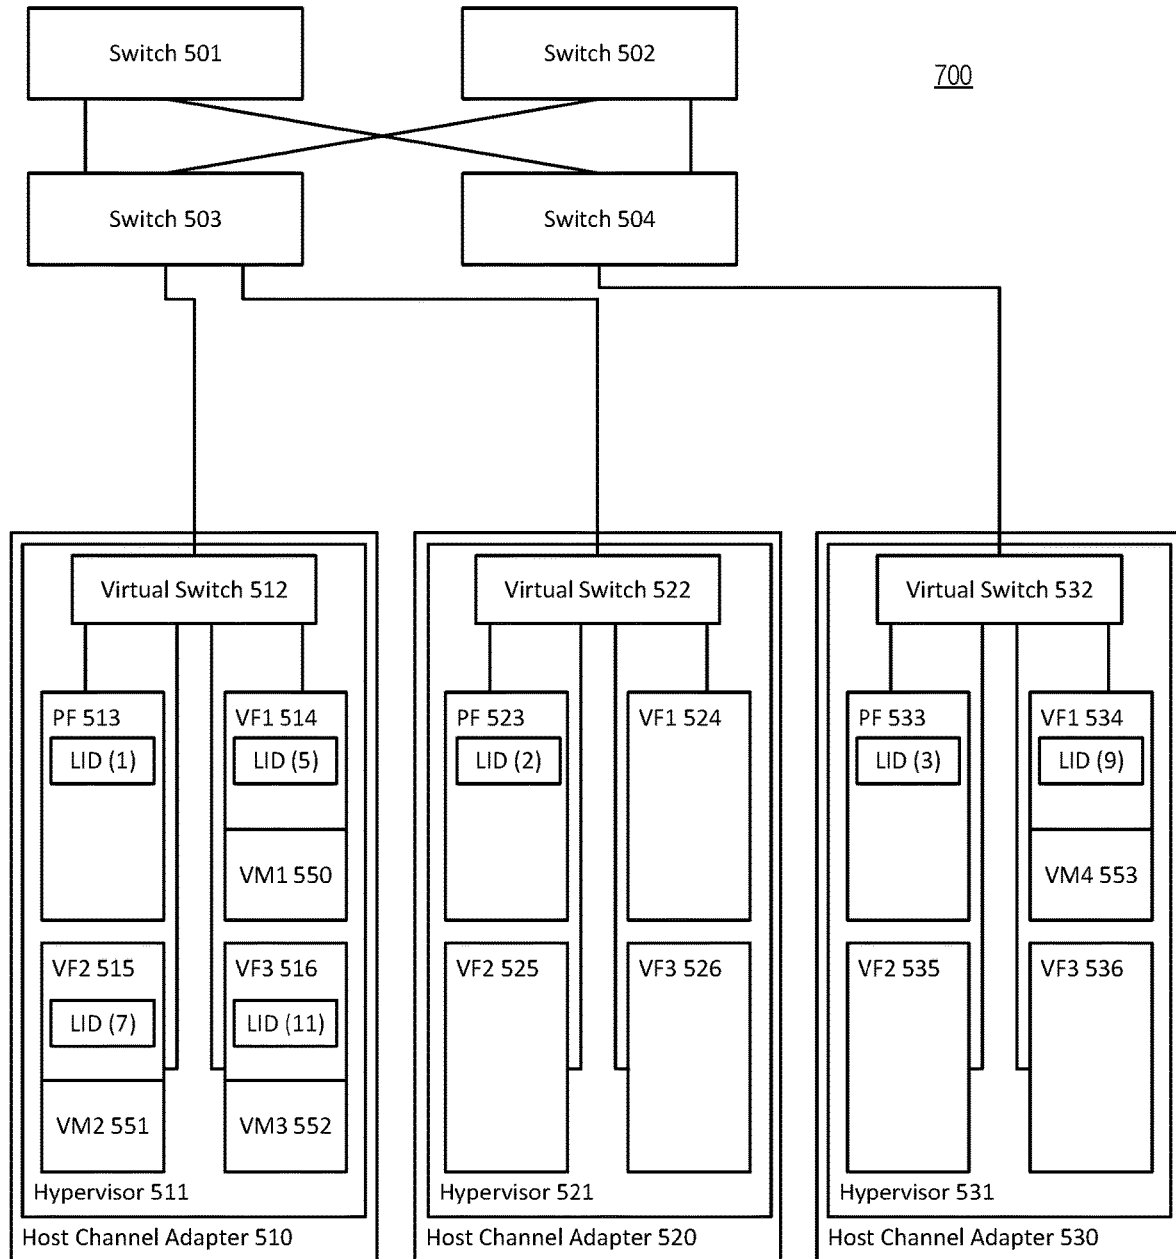 Switch 501
Switch 502
700
Switch 503
Switch 504
Virtual Switch 512
PF 513
LID (1)
VF1 514
LID (5)
VM1 550
VF2 515
LID (7)
VM2 551
VF3 516
LID (11)
VM3 552
Hypervisor 511
Host Channel Adapter 510
Virtual Switch 522
PF 523
LID (2)
VF1 524
VF2 525
VF3 526
Hypervisor 521
Host Channel Adapter 520
Virtual Switch 532
PF 533
LID (3)
VF1 534
LID (9)
VM4 553
VF2 535
VF3 536
Hypervisor 531
Host Channel Adapter 530